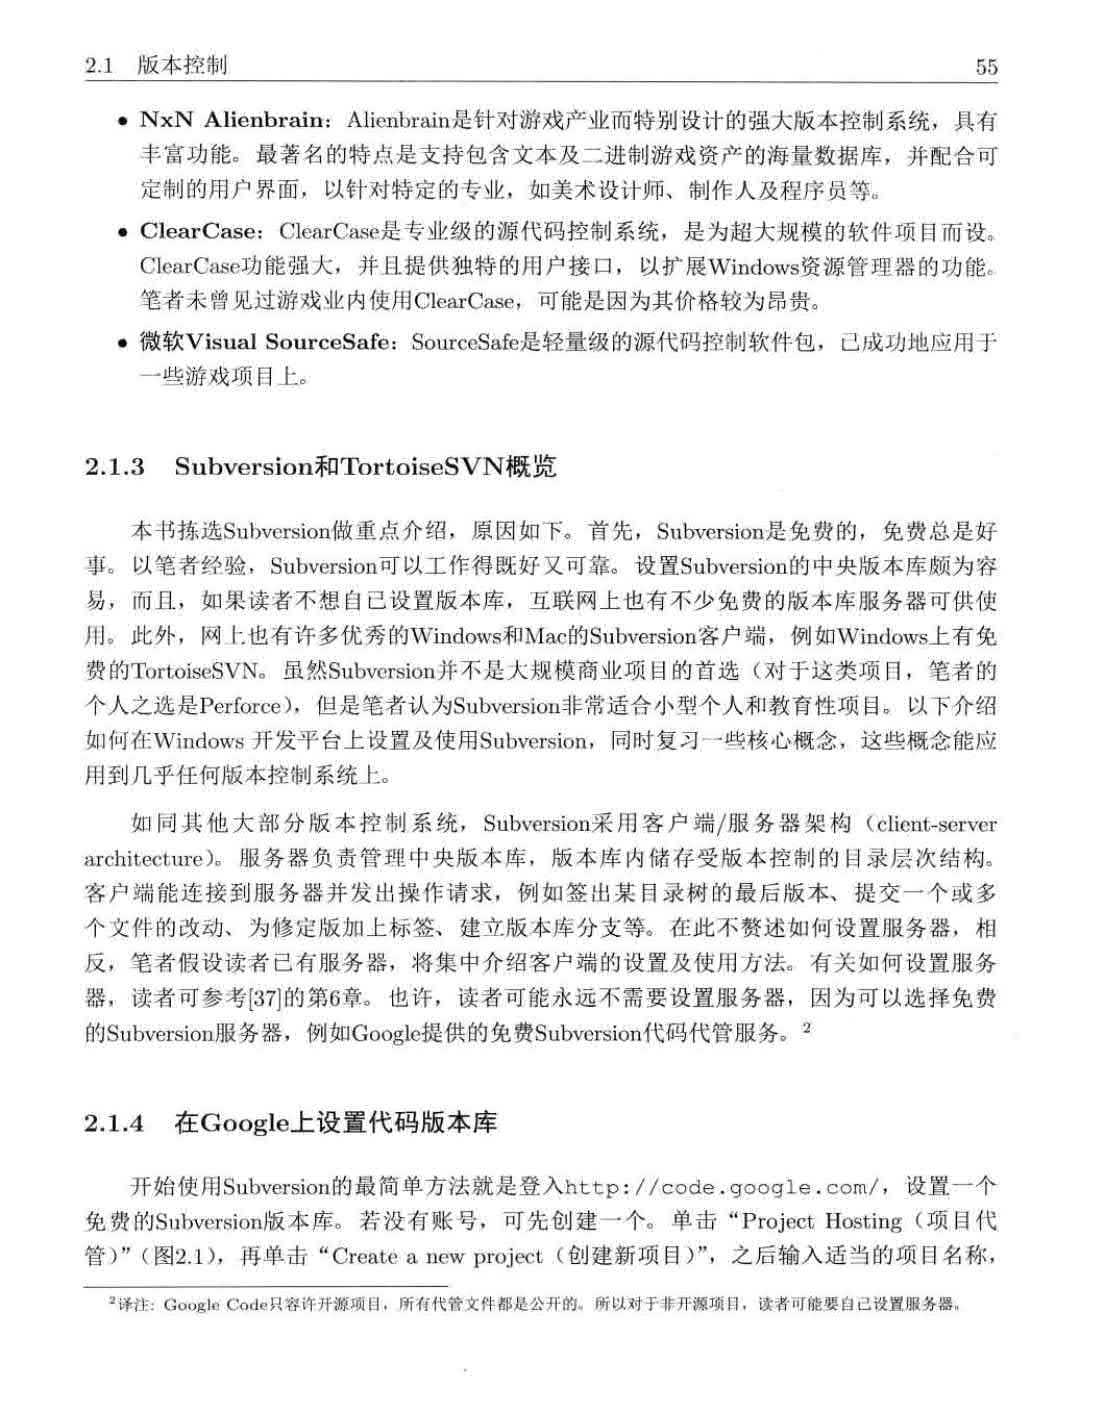 2.1 版本控制 55
• NxN Alienbrain：Alienbrain是针对游戏产业而特别设计的强大版本控制系统，具有
丰富功能。最著名的特点是支持包含文本及二进制游戏资产的海量数据库，并配合可
定制的用户界面，以针对特定的专业，如美术设计师、制作人及程序员等。
• ClearCase：ClearCase是专业级的源代码控制系统，是为超大规模的软件项目而设。
ClearCase功能强大，并且提供独特的用户接口，以扩展Windows资源管理器的功能。
笔者未曾见过游戏业内使用ClearCase，可能是因为其价格较为昂贵。
• 微软Visual SourceSafe：SourceSafe是轻量级的源代码控制软件包，已成功地应用于
一些游戏项目上。
2.1.3 Subversion和TortoiseSVN概览
本书拣选Subversion做重点介绍，原因如下。首先，Subversion是免费的，免费总是好
事。以笔者经验，Subversion可以工作得既好又可靠。设置Subversion的中央版本库颇为容
易，而且，如果读者不想自己设置版本库，互联网上也有不少免费的版本库服务器可供使
用。此外，网上也有许多优秀的Windows和Mac的Subversion客户端，例如Windows上有免
费的TortoiseSVN。虽然Subversion并不是大规模商业项目的首选（对于这类项目，笔者的
个人之选是Perforce），但是笔者认为Subversion非常适合小型个人和教育性项目。以下介绍
如何在Windows 开发平台上设置及使用Subversion，同时复习一些核心概念，这些概念能应
用到几乎任何版本控制系统上。
如同其他大部分版本控制系统，Subversion采用客户端/服务器架构（client-server
architecture）。服务器负责管理中央版本库，版本库内储存受版本控制的目录层次结构。
客户端能连接到服务器并发出操作请求，例如签出某目录树的最后版本、提交一个或多
个文件的改动、为修定版加上标签、建立版本库分支等。在此不赘述如何设置服务器，相
反，笔者假设读者已有服务器，将集中介绍客户端的设置及使用方法。有关如何设置服务
器，读者可参考[37]的第6章。也许，读者可能永远不需要设置服务器，因为可以选择免费
的Subversion服务器，例如Google提供的免费Subversion代码代管服务。2
2.1.4 在Google上设置代码版本库
开始使用Subversion的最简单方法就是登入http://code.google.com/，设置一个
免费的Subversion版本库。若没有账号，可先创建一个。单击“Project Hosting（项目代
管）”（图2.1），再单击“Create a new project（创建新项目）”，之后输入适当的项目名称，
2译注：Google Code只容许开源项目，所有代管文件都是公开的。所以对于非开源项目，读者可能要自己设置服务器。